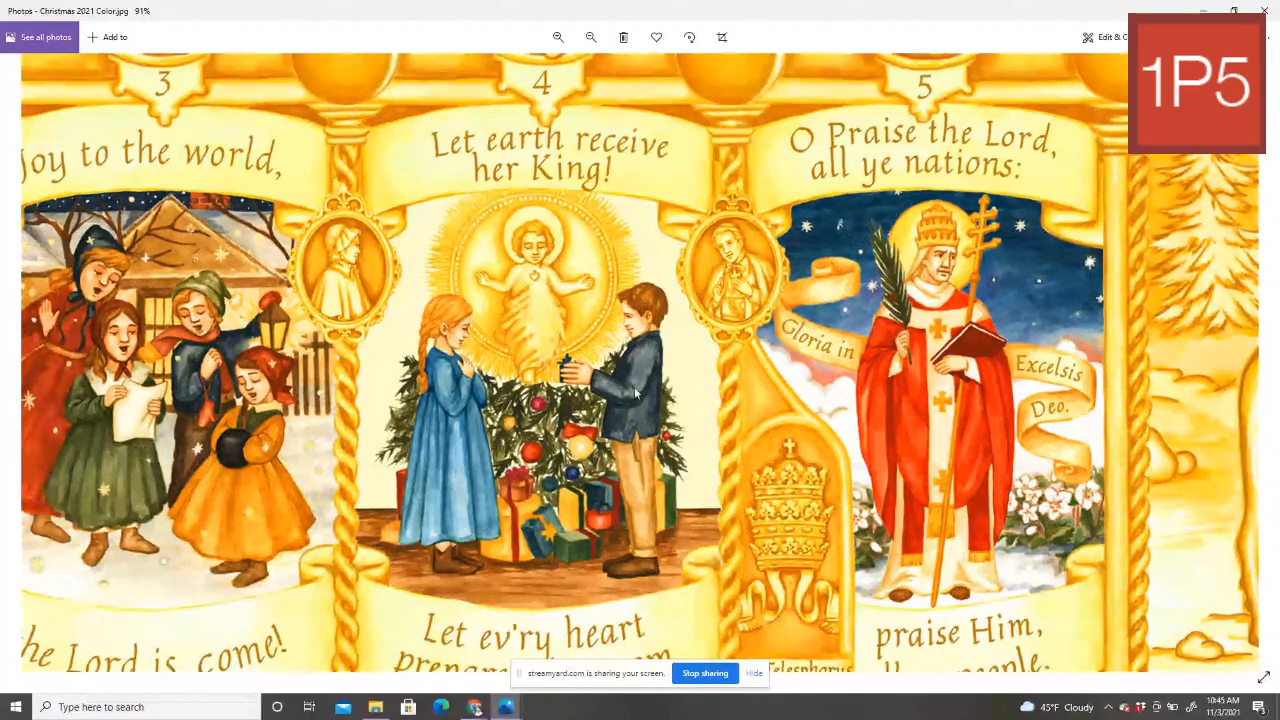 Photos - Christmas 2021 Color.jpg 91%
See all photos
Add to
Edit & C
1P5
3
4
5
Joy to the world,
Let earth receive
her King!
O Praise the Lord,
all ye nations:
Gloria in
Excelsis
Deo.
the Lord is come!
Let ev'ry heart
praise Him,
Telesphorus
streamyard.com is sharing your screen.
Stop sharing
Hide
Type here to search
45°F Cloudy
10:45 AM
11/3/2021